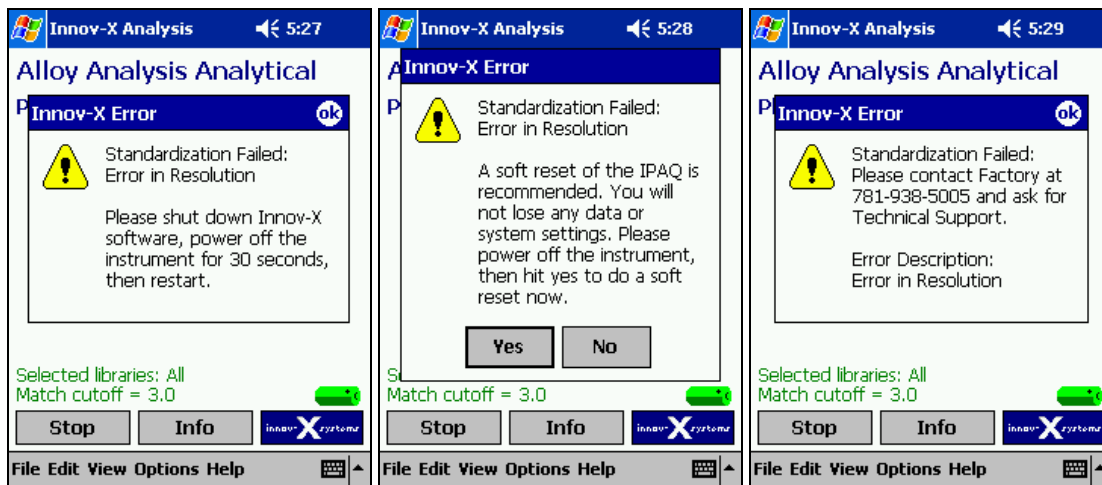 Innov-X Analysis 5:27
Alloy Analysis Analytical
P
Innov-X Error ok
Standardization Failed:
Error in Resolution
Please shut down Innov-X
software, power off the
instrument for 30 seconds,
then restart.
Selected libraries: All
Match cutoff = 3.0
Stop Info innov-X systems
File Edit View Options Help
Innov-X Analysis 5:28
A
Innov-X Error
P
Standardization Failed:
Error in Resolution
A soft reset of the IPAQ is
recommended. You will
not lose any data or
system settings. Please
power off the instrument,
then hit yes to do a soft
reset now.
Yes No
S
Match cutoff = 3.0
Stop Info innov-X systems
File Edit View Options Help
Innov-X Analysis 5:29
Alloy Analysis Analytical
P
Innov-X Error ok
Standardization Failed:
Please contact Factory at
781-938-5005 and ask for
Technical Support.
Error Description:
Error in Resolution
Selected libraries: All
Match cutoff = 3.0
Stop Info innov-X systems
File Edit View Options Help